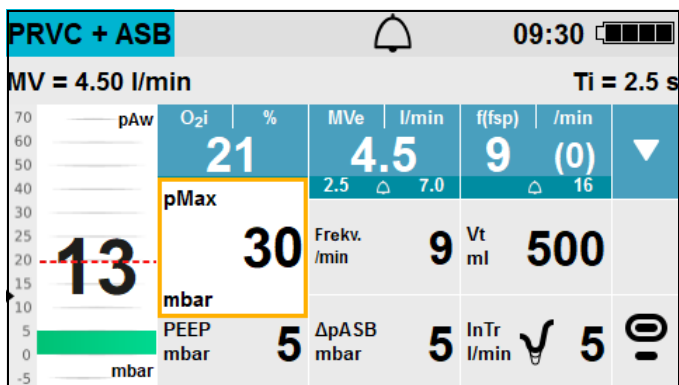 PRVC + ASB 09:30
MV = 4.50 l/min Ti = 2.5 s
70
60
50
40
30
25
20
15
10
5
0
-5
pAw
13
mbar
O₂i % MVe l/min f(fsp) /min
21 4.5 9 (0)
2.5 7.0 16
pMax
30
mbar
Frekv.
/min
9
Vt
ml
500
PEEP
mbar
5
ΔpASB
mbar
5
InTr
l/min
5